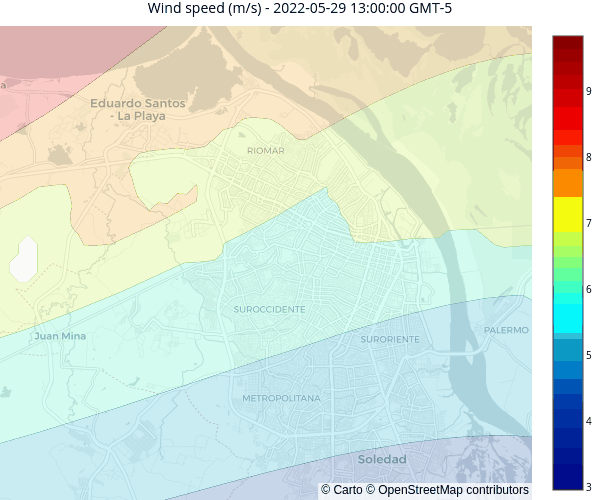 Wind speed (m/s) - 2022-05-29 13:00:00 GMT-5
a
Eduardo Santos
- La Playa
RIOMAR
SUROCCIDENTE
Juan Mina
SURORIENTE
PALERMO
METROPOLITANA
Soledad
© Carto © OpenStreetMap contributors
9
8
7
6
5
4
3